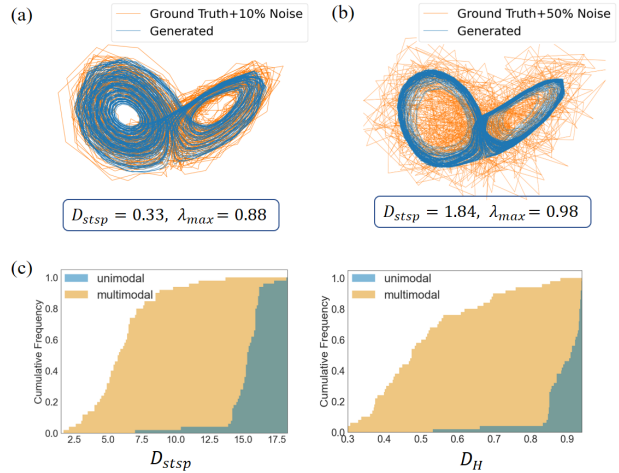 (a)
Ground Truth+10% Noise
Generated
D_stsp = 0.33, λ_max = 0.88
(b)
Ground Truth+50% Noise
Generated
D_stsp = 1.84, λ_max = 0.98
(c)
unimodal
multimodal
Cumulative Frequency
1.0
0.8
0.6
0.4
0.2
0.0
2.5 5.0 7.5 10.0 12.5 15.0 17.5
D_stsp
unimodal
multimodal
Cumulative Frequency
1.0
0.8
0.6
0.4
0.2
0.0
0.3 0.4 0.5 0.6 0.7 0.8 0.9
D_H